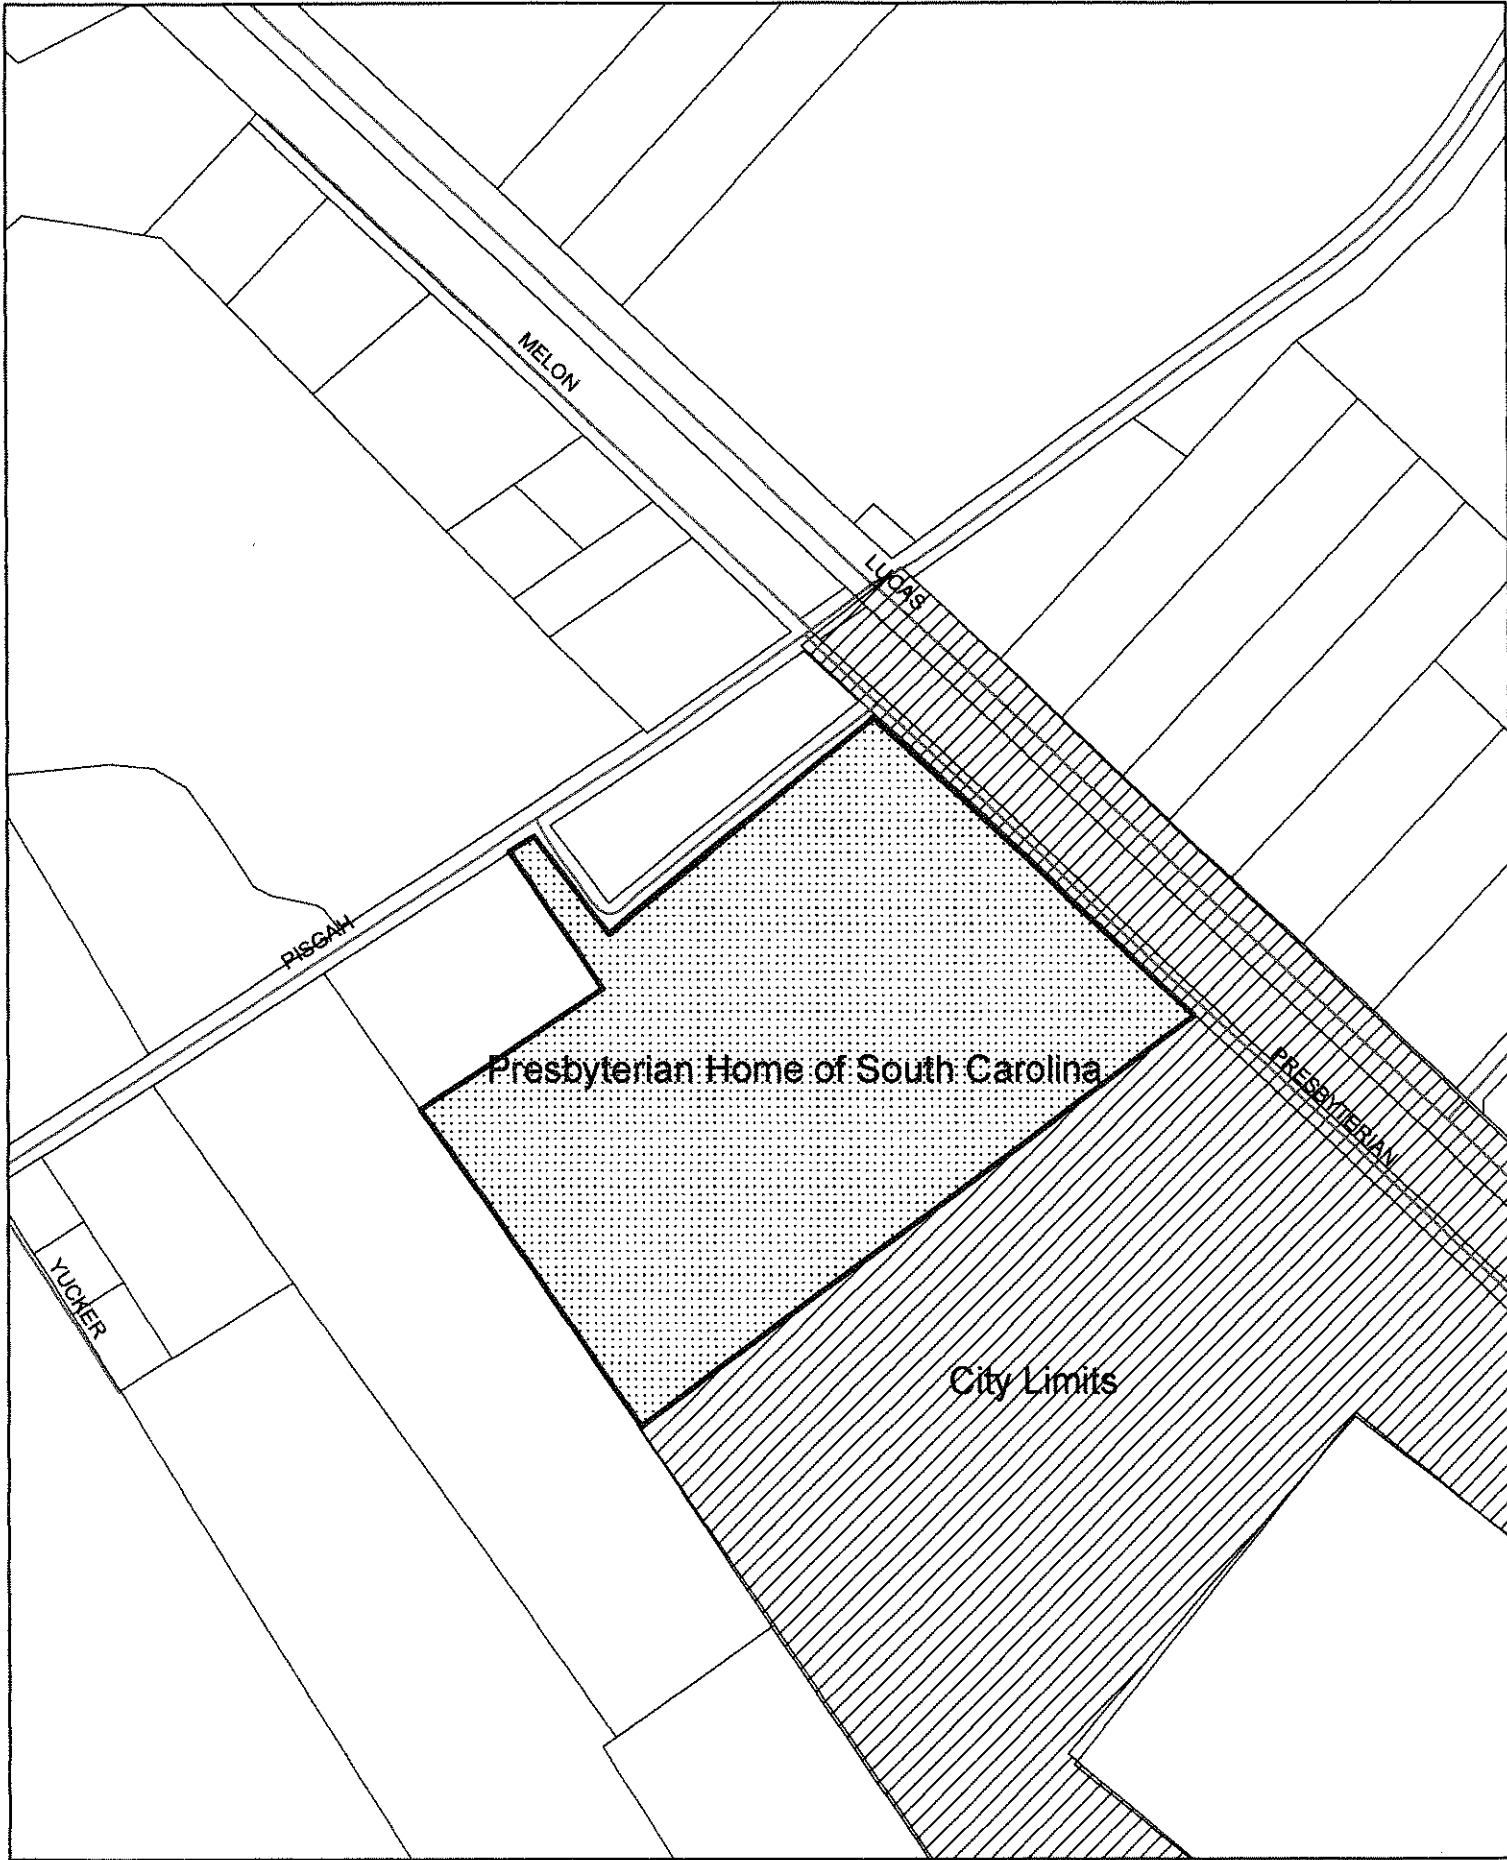 MELON
LUCAS
PISGAH
Presbyterian Home of South Carolina
PRESBYTERIAN
YUCKER
City Limits